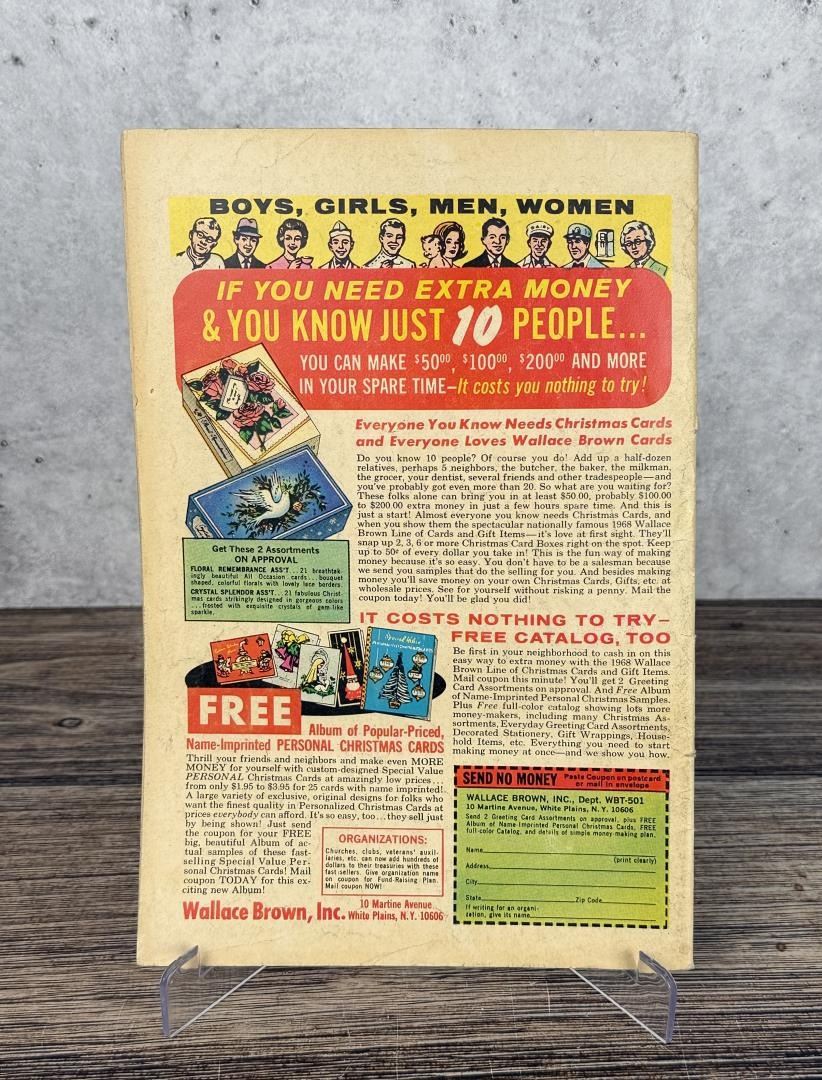 BOYS, GIRLS, MEN, WOMEN
DAIRY
IF YOU NEED EXTRA MONEY
& YOU KNOW JUST 10 PEOPLE...
YOU CAN MAKE $50⁰⁰, $100⁰⁰, $200⁰⁰ AND MORE
IN YOUR SPARE TIME—It costs you nothing to try!
Everyone You Know Needs Christmas Cards
and Everyone Loves Wallace Brown Cards
Do you know 10 people? Of course you do! Add up a half-dozen
relatives, perhaps 5 neighbors, the butcher, the baker, the milkman,
the grocer, your dentist, several friends and other tradespeople—and
you've probably got even more than 20. So what are you waiting for?
These folks alone can bring you in at least $50.00, probably $100.00
to $200.00 extra money in just a few hours spare time. And this is
just a start! Almost everyone you know needs Christmas Cards, and
when you show them the spectacular nationally famous 1968 Wallace
Brown Line of Cards and Gift Items—it's love at first sight. They'll
snap up 2, 3, 6 or more Christmas Card Boxes right on the spot. Keep
up to 50¢ of every dollar you take in! This is the fun way of making
money because it's so easy. You don't have to be a salesman because
we send you samples that do the selling for you. And besides making
money you'll save money on your own Christmas Cards, Gifts, etc. at
wholesale prices. See for yourself without risking a penny. Mail the
coupon today! You'll be glad you did!
Get These 2 Assortments
ON APPROVAL
FLORAL REMEMBRANCE ASS'T...21 breathtak-
ingly beautiful All Occasion cards...bouquet
shaped, colorful florals with lovely lace borders.
CRYSTAL SPLENDOR ASS'T...21 fabulous Christ-
mas cards strikingly designed in gorgeous colors
...frosted with exquisite crystals of gem-like
sparkle.
IT COSTS NOTHING TO TRY—
FREE CATALOG, TOO
Be first in your neighborhood to cash in on this
easy way to extra money with the 1968 Wallace
Brown Line of Christmas Cards and Gift Items.
Mail coupon this minute! You'll get 2 Greeting
Card Assortments on approval. And Free Album
of Name-Imprinted Personal Christmas Samples.
Plus Free full-color catalog showing lots more
money-makers, including many Christmas As-
sortments, Everyday Greeting Card Assortments,
Decorated Stationery, Gift Wrappings, House-
hold Items, etc. Everything you need to start
making money at once—and we show you how.
Special Value
FREE
Album of Popular-Priced,
Name-Imprinted PERSONAL CHRISTMAS CARDS
Thrill your friends and neighbors and make even MORE
MONEY for yourself with custom-designed Special Value
PERSONAL Christmas Cards at amazingly low prices...
from only $1.95 to $3.95 for 25 cards with name imprinted!
A large variety of exclusive, original designs for folks who
want the finest quality in Personalized Christmas Cards at
prices everybody can afford. It's so easy, too...they sell just
by being shown! Just send
the coupon for your FREE
big, beautiful Album of ac-
tual samples of these fast-
selling Special Value Per-
sonal Christmas Cards! Mail
coupon TODAY for this ex-
citing new Album!
ORGANIZATIONS:
Churches, clubs, veterans' auxil-
iaries, etc. can now add hundreds of
dollars to their treasuries with these
fast-sellers. Give organization name
on coupon for Fund-Raising Plan.
Mail coupon NOW!
Wallace Brown, Inc. 10 Martine Avenue
White Plains, N.Y. 10606
SEND NO MONEY Paste Coupon on postcard
or mail in envelope
WALLACE BROWN, INC., Dept. WBT-501
10 Martine Avenue, White Plains, N. Y. 10606
Send 2 Greeting Card Assortments on approval, plus FREE
Album of Name-Imprinted Personal Christmas Cards, FREE
full-color Catalog, and details of simple money-making plan.
Name
(print clearly)
Address
City
State Zip Code
If writing for an organi-
zation, give its name